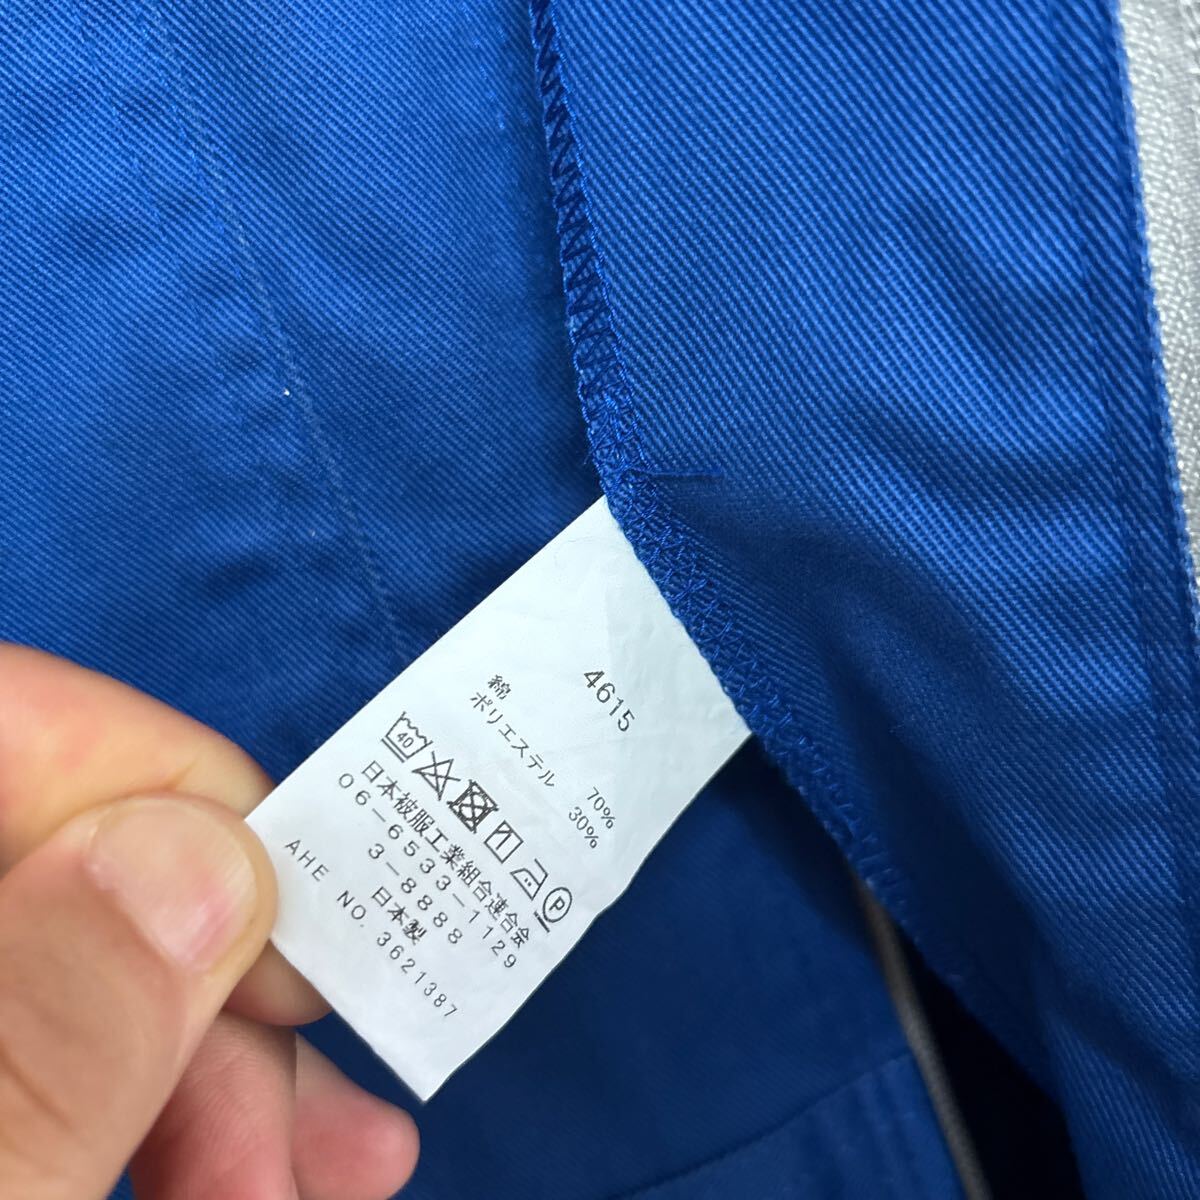 4615
綿 70%
ポリエステル 30%
40 P
日本被服工業組合連合会
06-6533-1129
3-8888
日本製
AHE NO.3621387